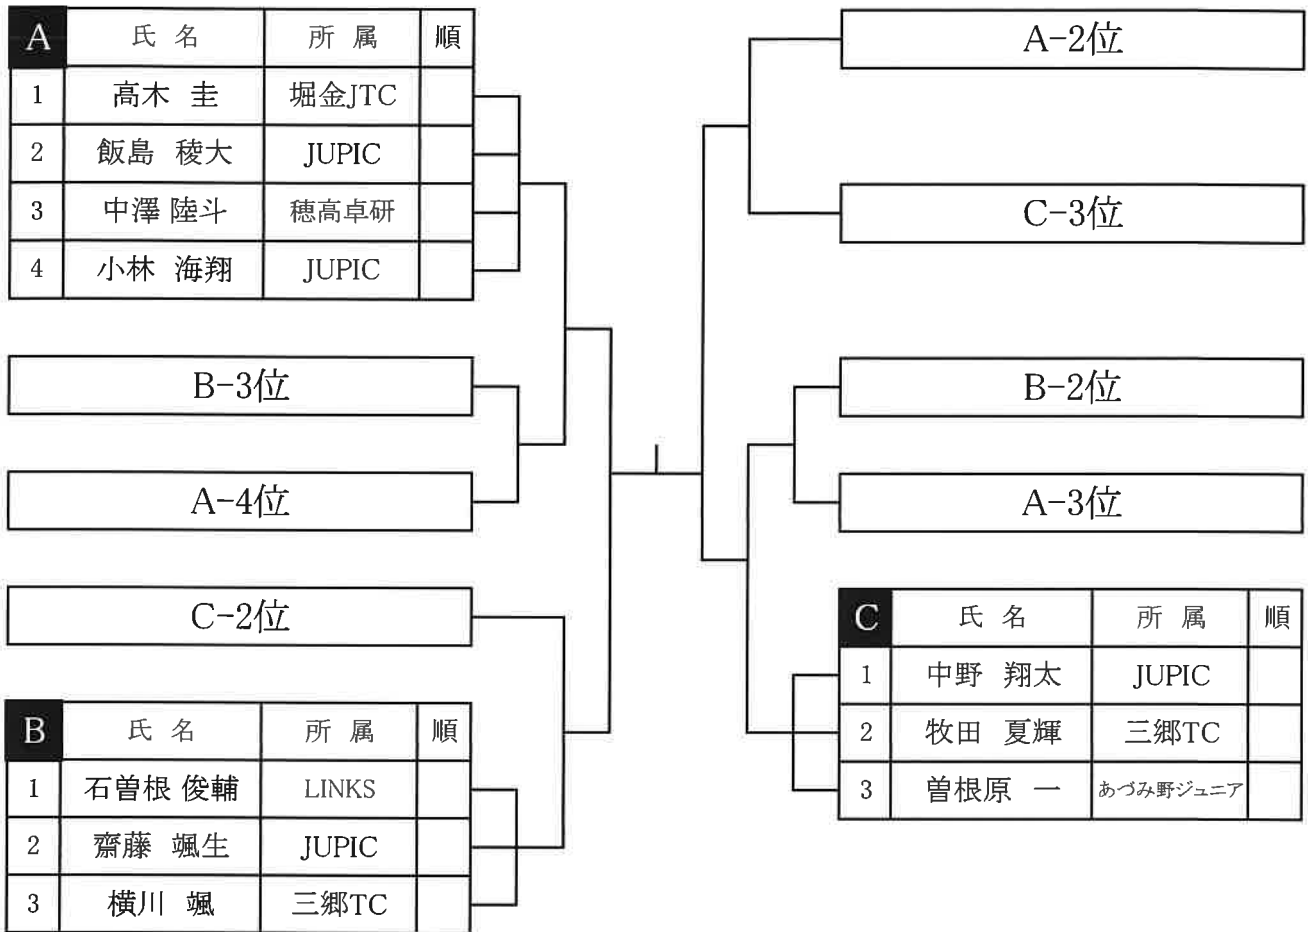 A 氏 名 所 属 順
1 髙木 圭 堀金JTC
2 飯島 稜大 JUPIC
3 中澤 陸斗 穂高卓研
4 小林 海翔 JUPIC
B-3位
A-4位
C-2位
B 氏 名 所 属 順
1 石曽根 俊輔 LINKS
2 齋藤 颯生 JUPIC
3 横川 颯 三郷TC
A-2位
C-3位
B-2位
A-3位
C 氏 名 所 属 順
1 中野 翔太 JUPIC
2 牧田 夏輝 三郷TC
3 曽根原 一 あづみ野ジュニア